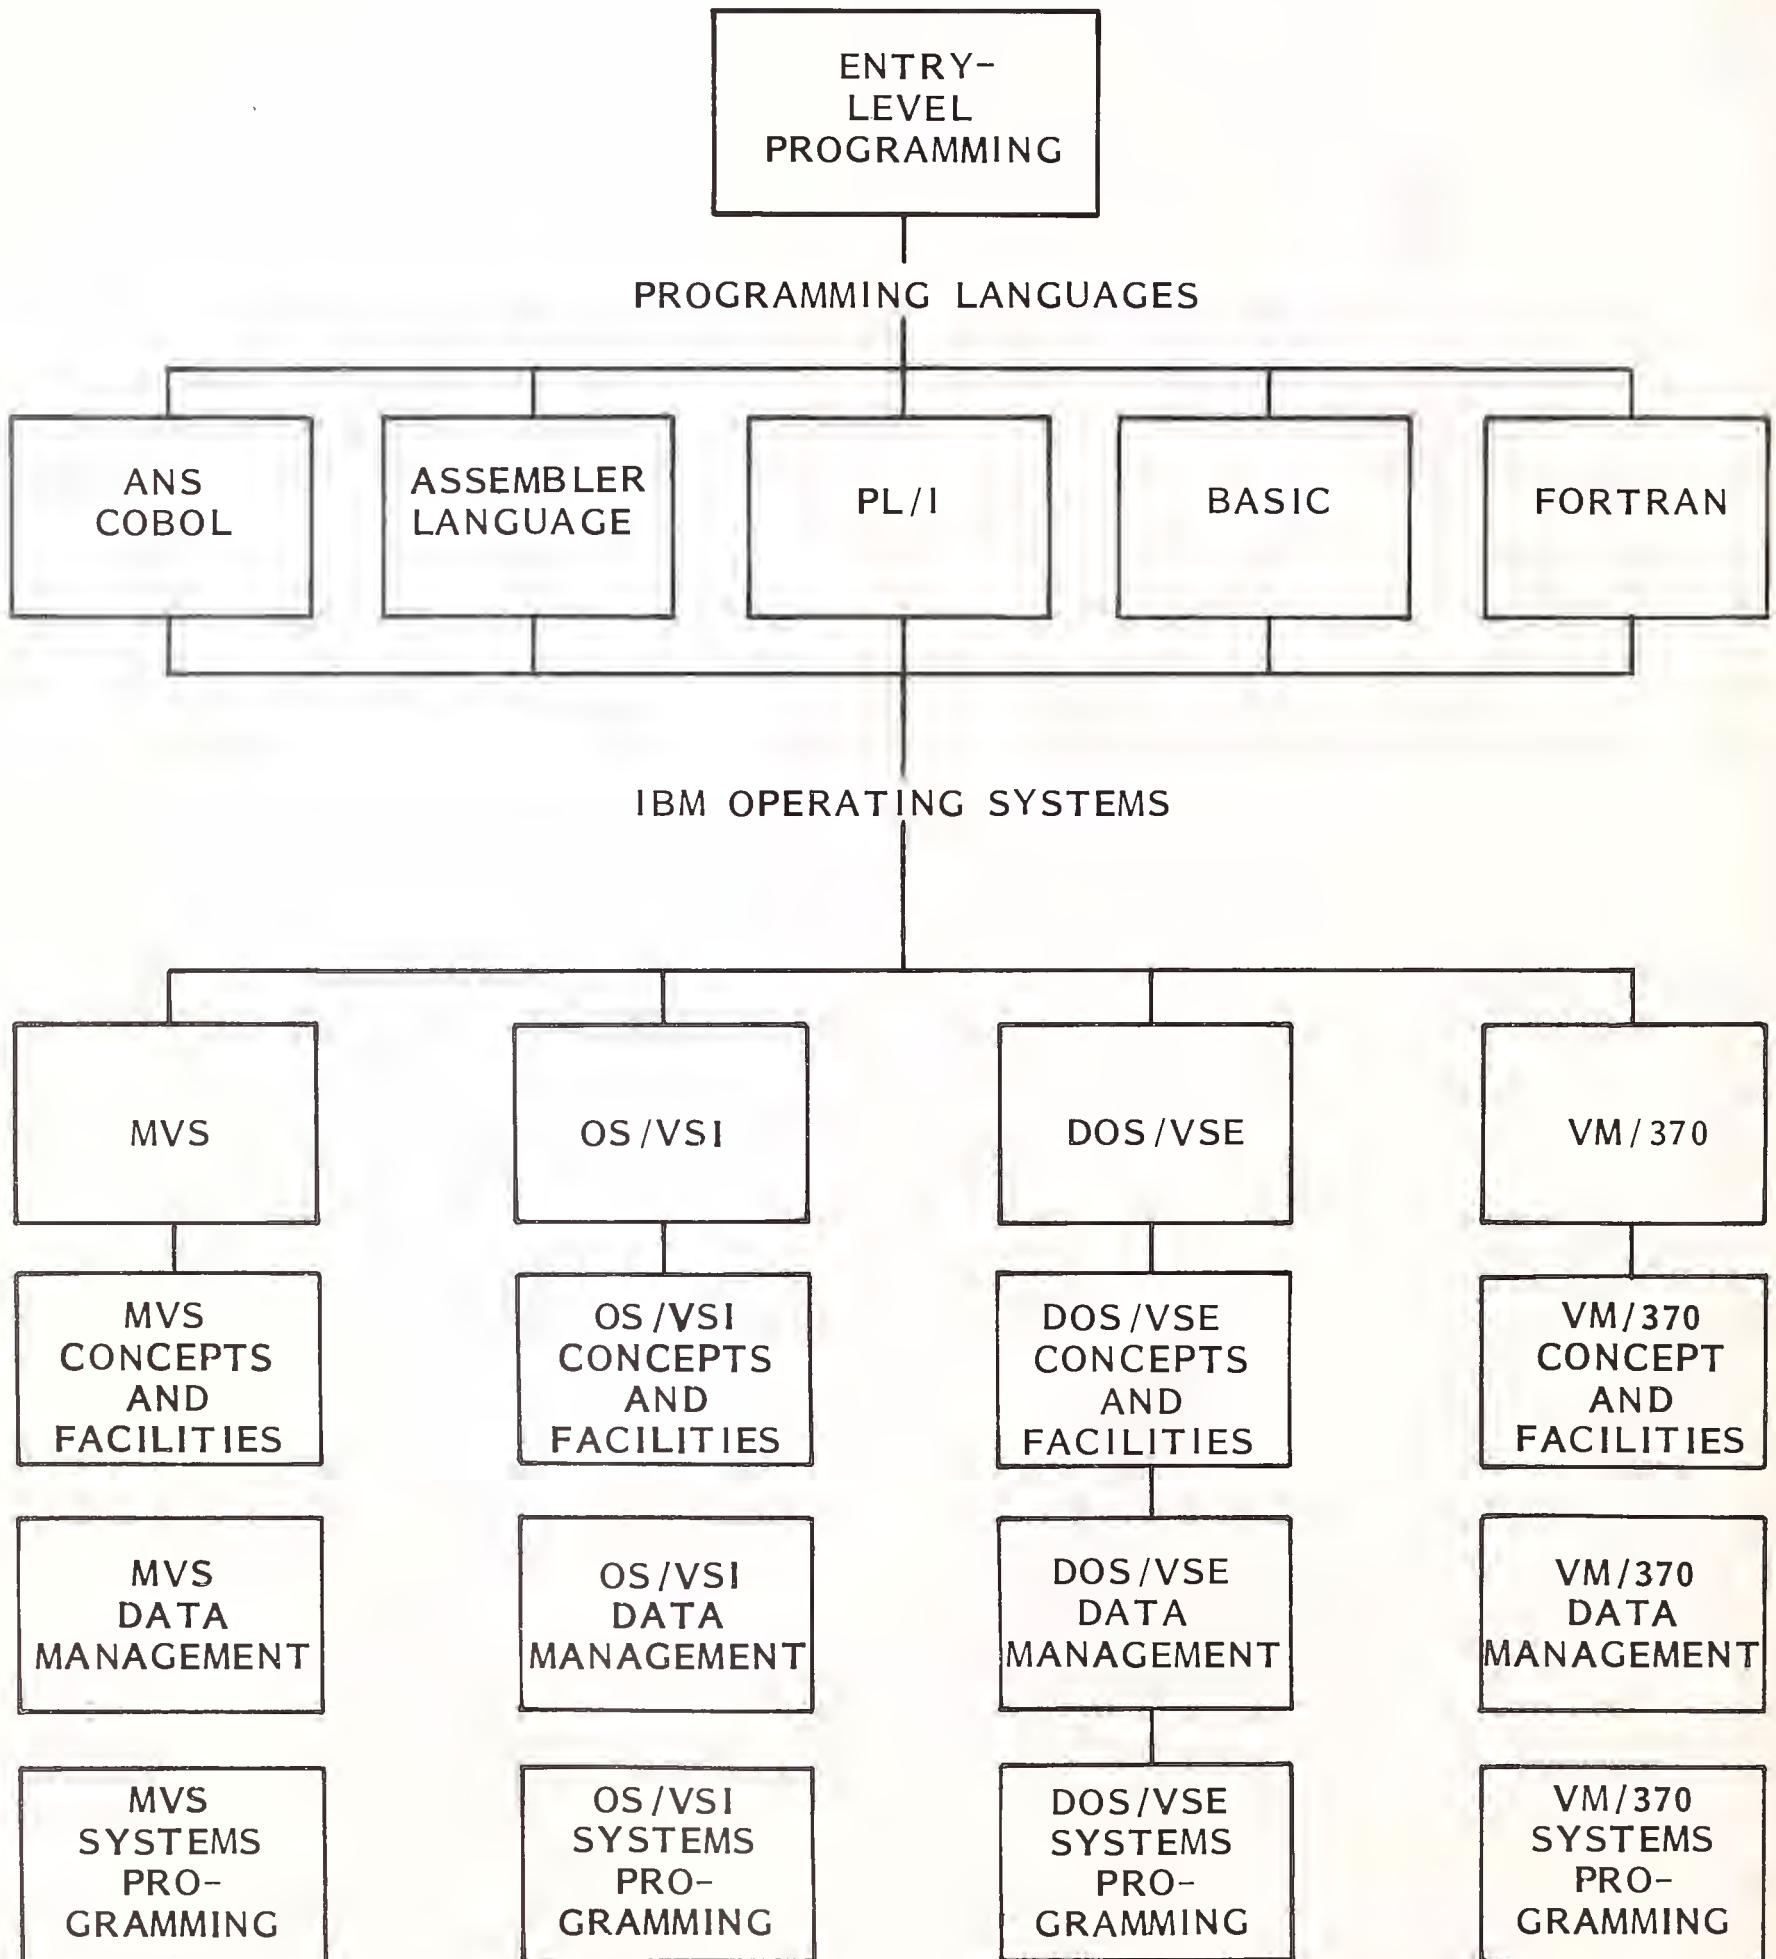 ENTRY-
LEVEL
PROGRAMMING
PROGRAMMING LANGUAGES
ANS
COBOL
ASSEMBLER
LANGUAGE
PL/I
BASIC
FORTRAN
IBM OPERATING SYSTEMS
MVS
OS/VSI
DOS/VSE
VM/370
MVS
CONCEPTS
AND
FACILITIES
OS/VSI
CONCEPTS
AND
FACILITIES
DOS/VSE
CONCEPTS
AND
FACILITIES
VM/370
CONCEPT
AND
FACILITIES
MVS
DATA
MANAGEMENT
OS/VSI
DATA
MANAGEMENT
DOS/VSE
DATA
MANAGEMENT
VM/370
DATA
MANAGEMENT
MVS
SYSTEMS
PRO-
GRAMMING
OS/VSI
SYSTEMS
PRO-
GRAMMING
DOS/VSE
SYSTEMS
PRO-
GRAMMING
VM/370
SYSTEMS
PRO-
GRAMMING